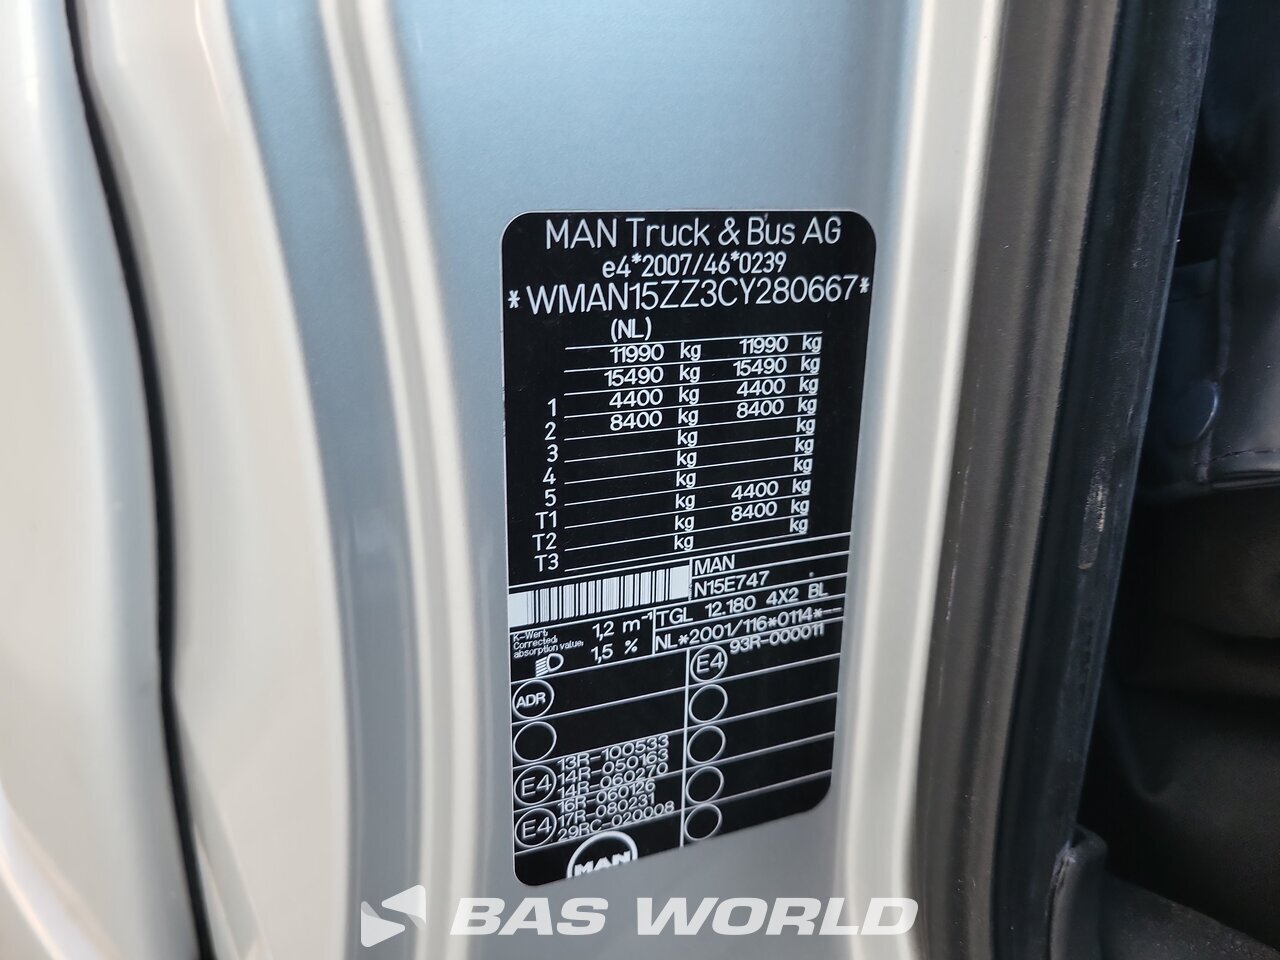 MAN Truck & Bus AG
e4*2007/46*0239
*WMAN15ZZ3CY280667*
(NL)
11990 kg 11990 kg
15490 kg 15490 kg
1 4400 kg 4400 kg
2 8400 kg 8400 kg
3 kg kg
4 kg kg
5 kg kg
T1 kg 4400 kg
T2 kg 8400 kg
T3 kg kg
MAN
N15E747
TGL 12.180 4X2 BL
NL*2001/116*0114*--
K-Wert:
Corrected
absorption value:
1,2 m⁻¹
1,5 %
E4 93R-000011
ADR
13R-100533
E4 14R-050163
14R-060270
16R-060126
E4 17R-080231
29RC-020008
MAN
BAS WORLD